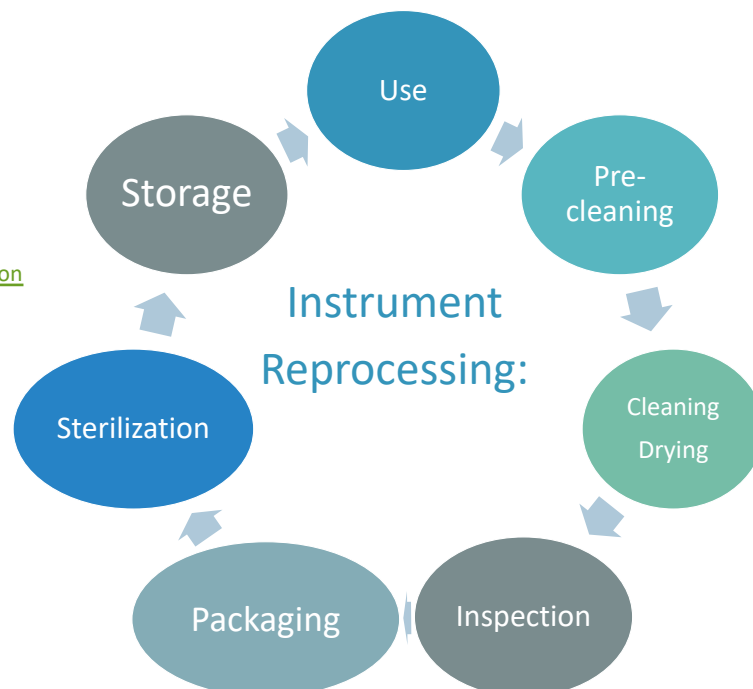 Use
Pre-
cleaning
Storage
on
Instrument
Reprocessing:
Cleaning
Drying
Sterilization
Inspection
Packaging